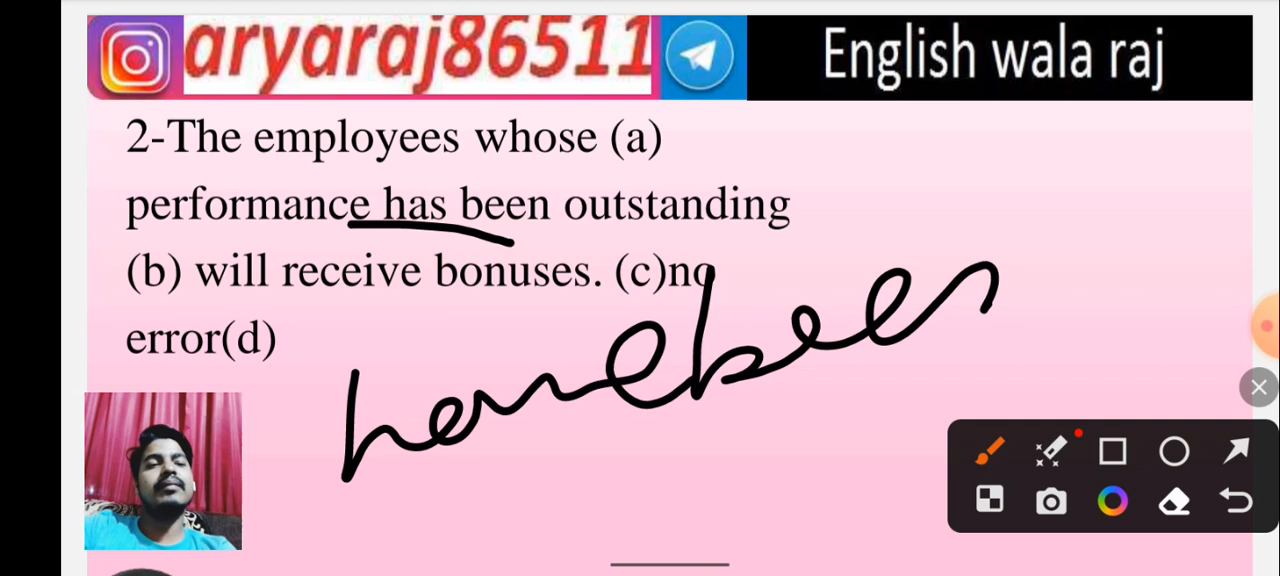 aryaraj86511
English wala raj
2-The employees whose (a)
performance has been outstanding
(b) will receive bonuses. (c)no
error(d)
have been